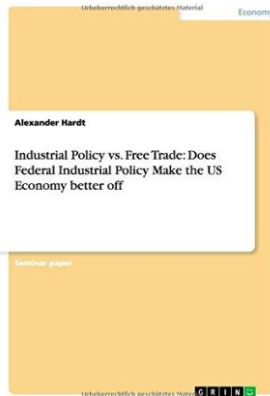 Urheberrechtlich geschütztes Material
Econom
Alexander Hardt
Industrial Policy vs. Free Trade: Does
Federal Industrial Policy Make the US
Economy better off
Seminar paper
Urheberrechtlich geschütztes Material
G R I N